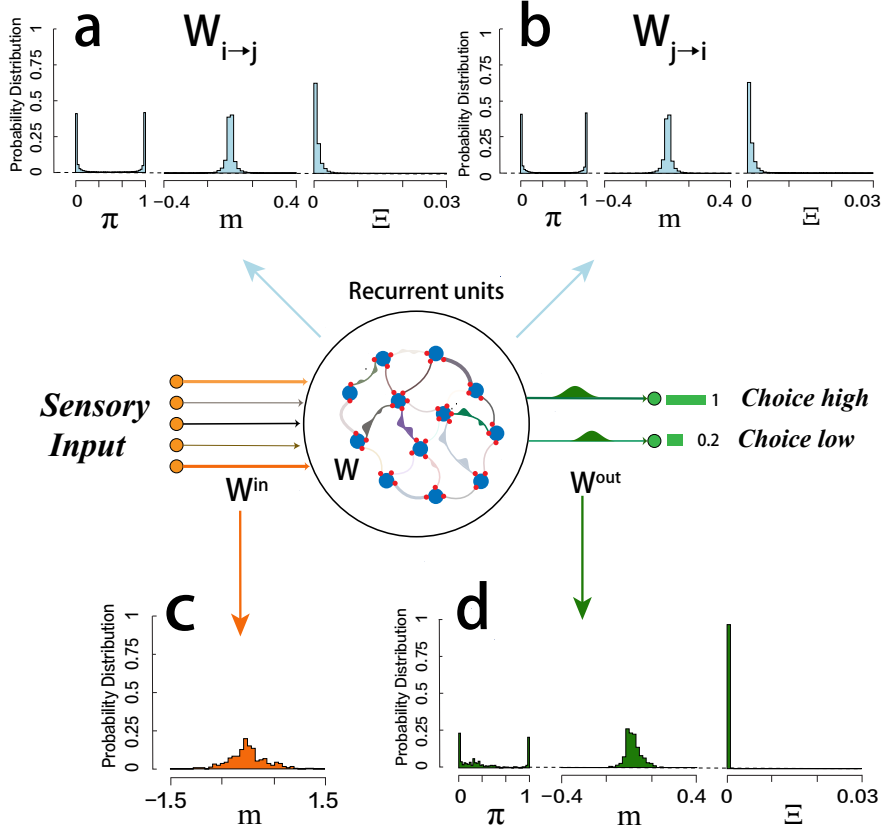 a
W i→j
Probability Distribution
0 0.25 0.5 0.75 1
0 1
π
−0.4 0.4
m
0 0.03
Ξ
b
W j→i
Probability Distribution
0 0.25 0.5 0.75 1
0 1
π
−0.4 0.4
m
0 0.03
Ξ
Recurrent units
Sensory
Input
W
W in
W out
1 Choice high
0.2 Choice low
c
Probability Distribution
0 0.25 0.5 0.75 1
−1.5 1.5
m
d
Probability Distribution
0 0.25 0.5 0.75 1
0 1
π
−0.4 0.4
m
0 0.03
Ξ